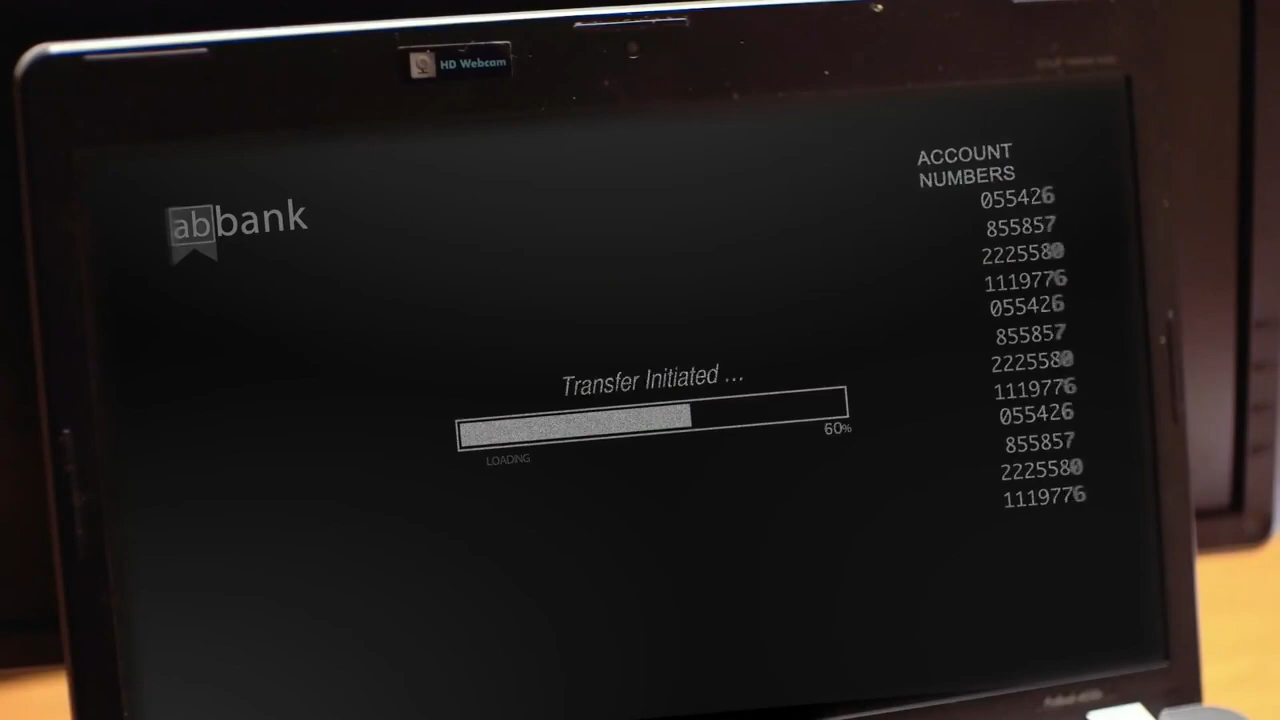 HD Webcam
abbank
ACCOUNT
NUMBERS
055426
855857
2225580
1119776
055426
855857
2225580
1119776
055426
855857
2225580
1119776
Transfer Initiated ...
60%
LOADING